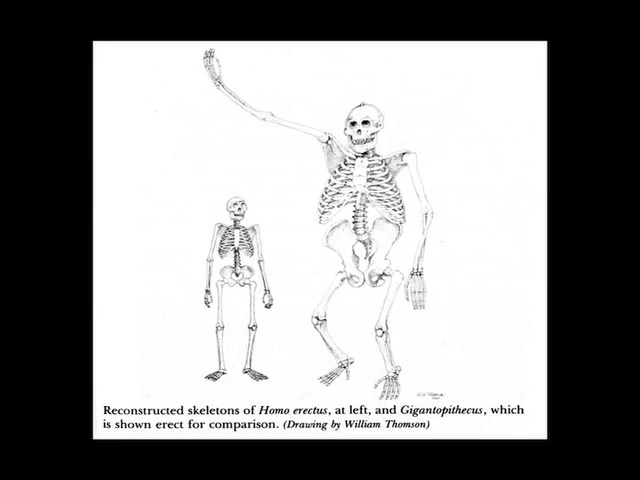 Reconstructed skeletons of Homo erectus, at left, and Gigantopithecus, which
is shown erect for comparison. (Drawing by William Thomson)